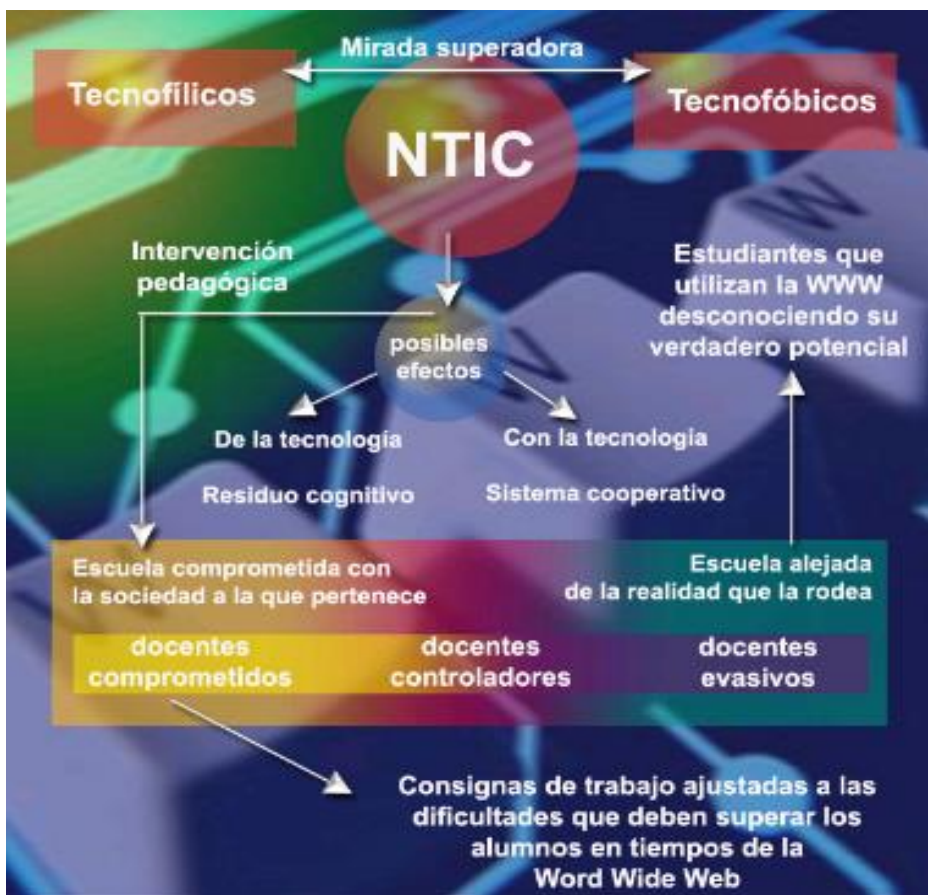 Mirada superadora
Tecnofílicos
Tecnofóbicos
NTIC
Intervención
pedagógica
Estudiantes que
utilizan la WWW
desconociendo su
verdadero potencial
posibles
efectos
De la tecnología
Con la tecnología
Residuo cognitivo
Sistema cooperativo
Escuela comprometida con
la sociedad a la que pertenece
Escuela alejada
de la realidad que la rodea
docentes
comprometidos
docentes
controladores
docentes
evasivos
Consignas de trabajo ajustadas a las
dificultades que deben superar los
alumnos en tiempos de la
Word Wide Web
W
W
W